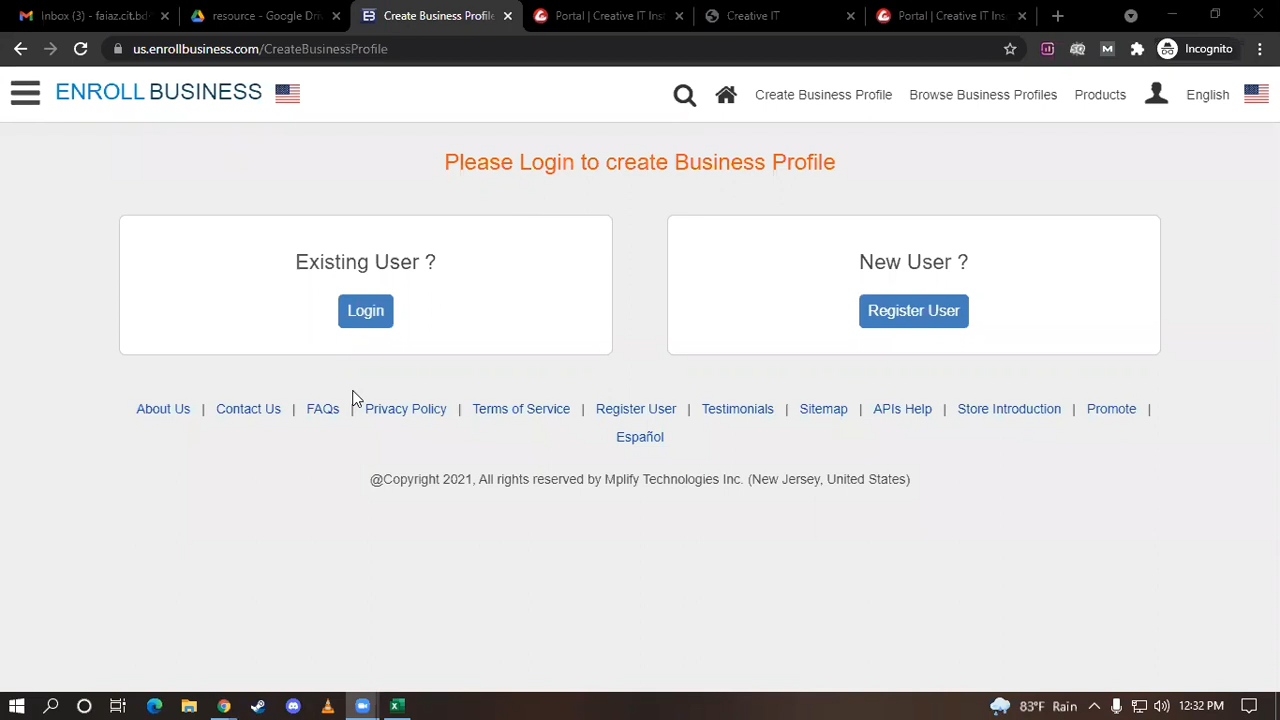 Inbox (3) - faiaz.cit.bd
resource - Google Dri
Create Business Profile
Portal | Creative IT Inst
Creative IT
Portal | Creative IT Ins
us.enrollbusiness.com/CreateBusinessProfile
Incognito
ENROLL BUSINESS
Create Business Profile
Browse Business Profiles
Products
English
Please Login to create Business Profile
Existing User ?
Login
New User ?
Register User
About Us | Contact Us | FAQs | Privacy Policy | Terms of Service | Register User | Testimonials | Sitemap | APIs Help | Store Introduction | Promote |
Español
@Copyright 2021, All rights reserved by Mplify Technologies Inc. (New Jersey, United States)
83°F Rain
12:32 PM